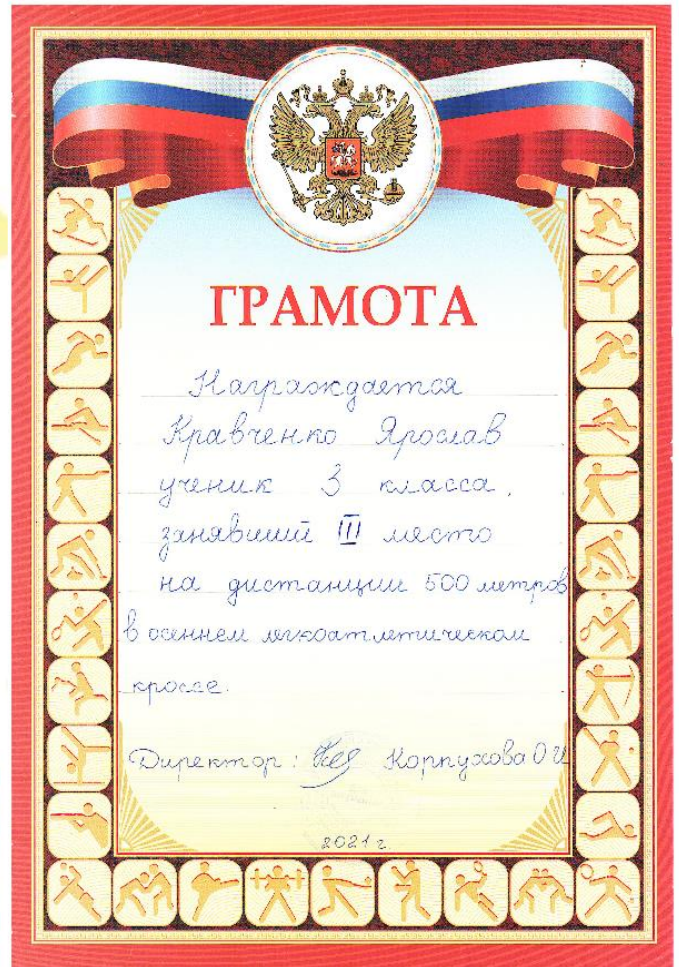 ГРАМОТА
Награждается
Кравченко Ярослав
ученик 3 класса,
занявший III место
на дистанции 500 метров
в осеннем легкоатлетическом
кроссе.
Директор: Корпусова О И
2021 г